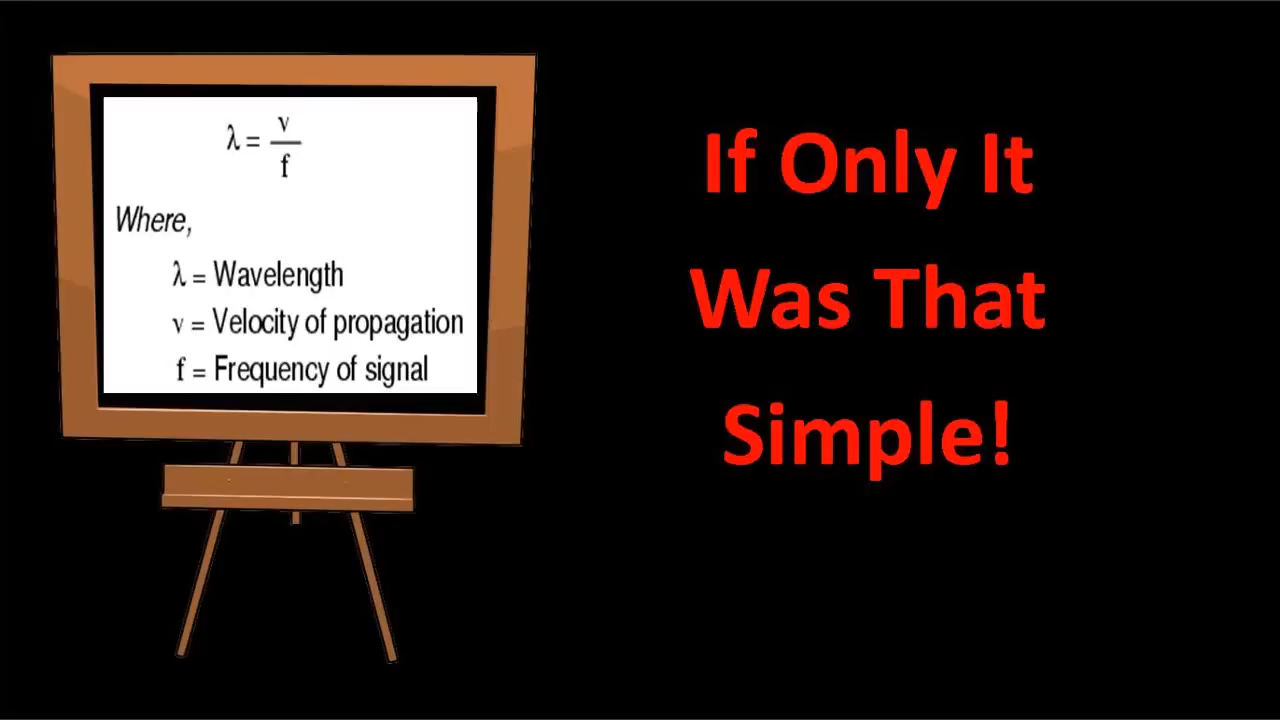 λ = v/f
Where,
λ = Wavelength
v = Velocity of propagation
f = Frequency of signal
If Only It
Was That
Simple!